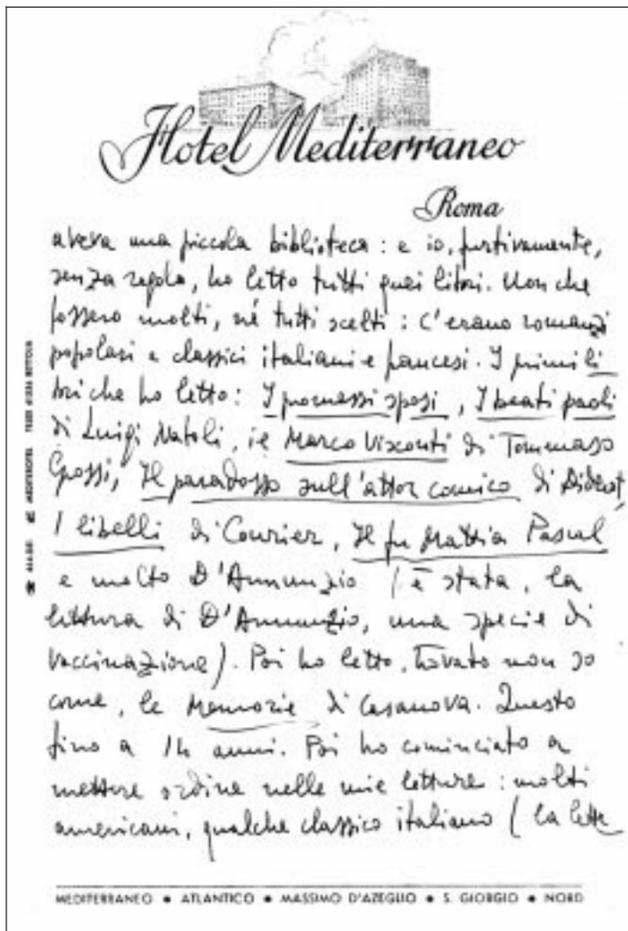 Hotel Mediterraneo
Roma
aveva una piccola biblioteca : e io, furtivamente,
senza regola, ho letto tutti quei libri. Non che
fossero molti, né tutti scelti : c'erano romanzi
popolari e classici italiani e francesi. I primi li
bri che ho letto : I promessi sposi, I beati paoli
di Luigi Natoli, il Marco Visconti di Tommaso
Grossi, Il paradosso sull'attor comico di Diderot,
I libelli di Courier, Il fu Mattia Pascal
e molto D'Annunzio (è stata, la
lettura di D'Annunzio, una specie di
vaccinazione). Poi ho letto, trovato non so
come, le Memorie di Casanova. Questo
fino a 14 anni. Poi ho cominciato a
mettere ordine nelle mie letture : molti
americani, qualche classico italiano (la lette
MEDITERRANEO • ATLANTICO • MASSIMO D'AZEGLIO • S. GIORGIO • NORD